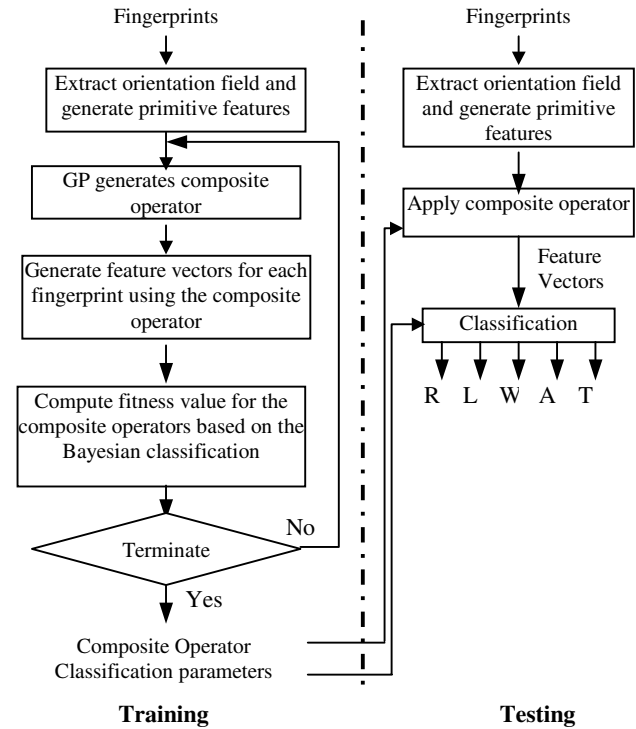 Fingerprints
Extract orientation field and
generate primitive features
GP generates composite
operator
Generate feature vectors for each
fingerprint using the composite
operator
Compute fitness value for the
composite operators based on the
Bayesian classification
No
Terminate
Yes
Composite Operator
Classification parameters
Training
Fingerprints
Extract orientation field
and generate primitive
features
Apply composite operator
Feature
Vectors
Classification
R L W A T
Testing